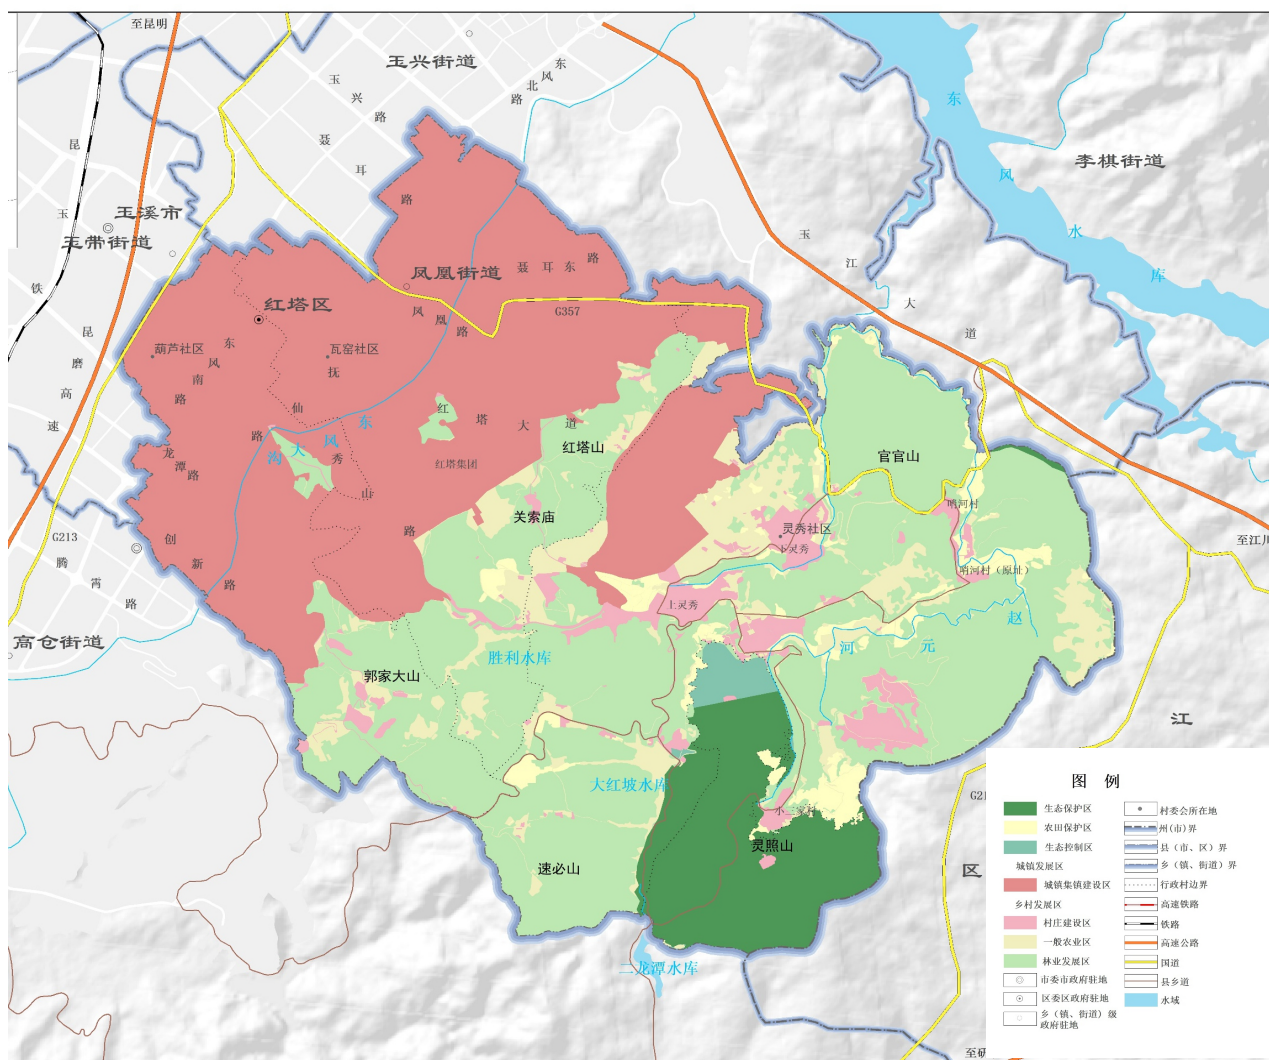 至昆明
玉兴街道
玉兴路
东风北路
聂耳路
昆玉铁
玉溪市
玉带街道
李棋街道
东风水库
玉江大道
凤凰街道
聂耳东路
红塔区
凤凰路
G357
葫芦社区
瓦窑社区
东风南路
抚仙
昆磨高速
红塔大道
路
秀山路
东风大沟
红塔山
红塔集团
官官山
龙潭路
关索庙
灵秀社区
下灵秀
哨河村
哨河村（原址）
G213
创新路
腾霄路
至江川
高仓街道
上灵秀
赵元河
胜利水库
郭家大山
江
区
大红坡水库
速必山
灵照山
二龙潭水库
图 例
生态保护区
农田保护区
生态控制区
城镇发展区
城镇集镇建设区
乡村发展区
村庄建设区
一般农业区
林业发展区
市委市政府驻地
区委区政府驻地
乡（镇、街道）级
政府驻地
村委会所在地
州(市)界
县（市、区）界
乡（镇、街道）界
行政村边界
高速铁路
铁路
高速公路
国道
县乡道
水域